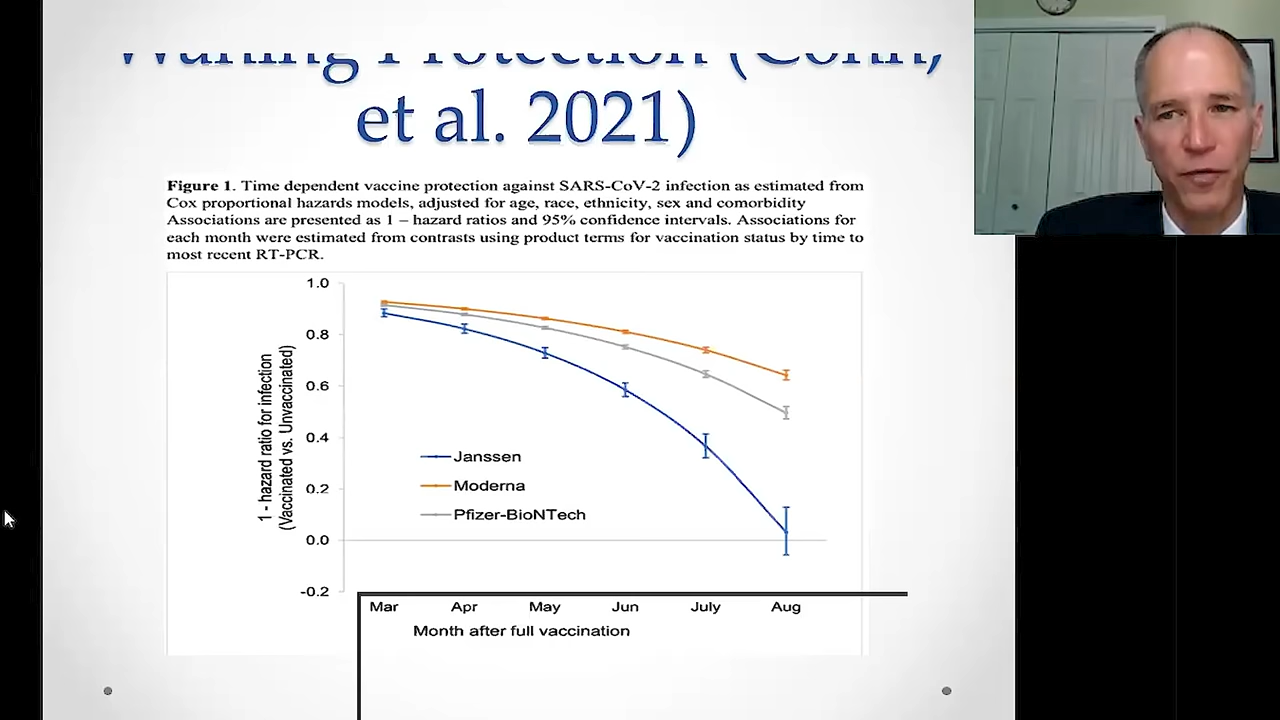 Waning Protection (Cohn,
et al. 2021)
Figure 1. Time dependent vaccine protection against SARS-CoV-2 infection as estimated from
Cox proportional hazards models, adjusted for age, race, ethnicity, sex and comorbidity
Associations are presented as 1 – hazard ratios and 95% confidence intervals. Associations for
each month were estimated from contrasts using product terms for vaccination status by time to
most recent RT-PCR.
1 - hazard ratio for infection
(Vaccinated vs. Unvaccinated)
1.0
0.8
0.6
0.4
0.2
0.0
-0.2
Janssen
Moderna
Pfizer-BioNTech
Mar Apr May Jun July Aug
Month after full vaccination